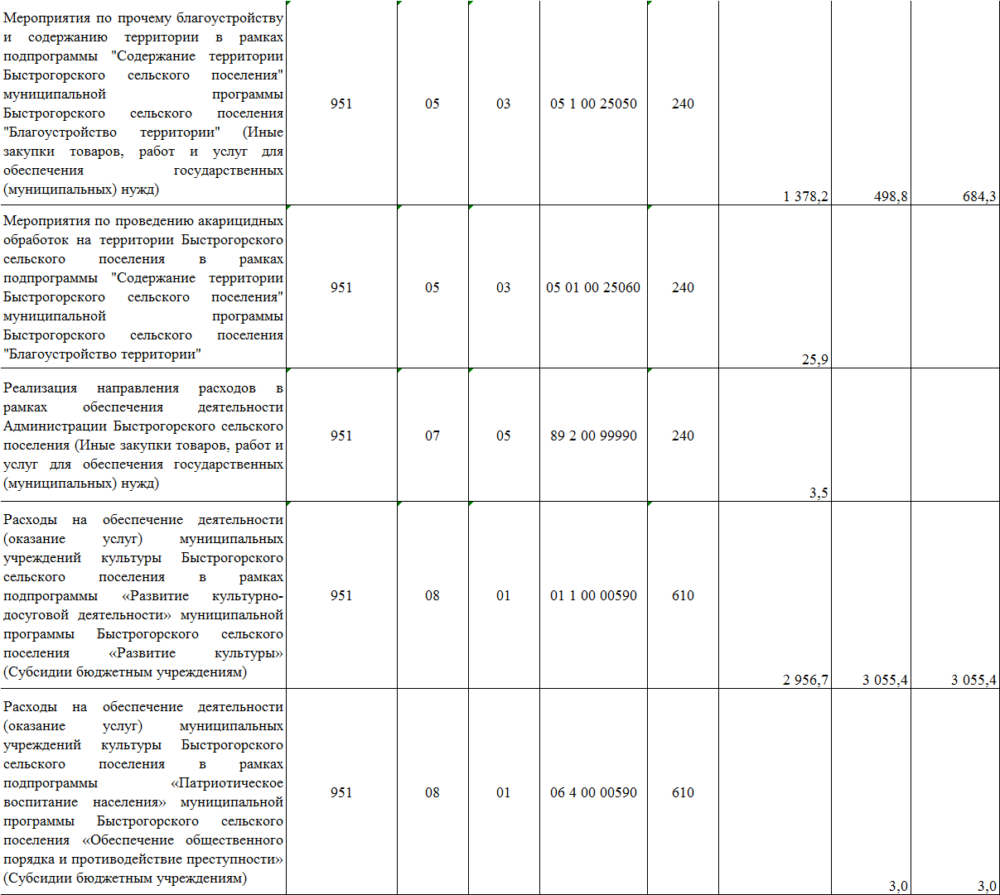 Мероприятия по прочему благоустройству
и содержанию территории в рамках
подпрограммы "Содержание территории
Быстрогорского сельского поселения"
муниципальной программы
Быстрогорского сельского поселения
"Благоустройство территории" (Иные
закупки товаров, работ и услуг для
обеспечения государственных
(муниципальных) нужд)
951 05 03 05 1 00 25050 240
1 378,2 498,8 684,3
Мероприятия по проведению акарицидных
обработок на территории Быстрогорского
сельского поселения в рамках
подпрограммы "Содержание территории
Быстрогорского сельского поселения"
муниципальной программы
Быстрогорского сельского поселения
"Благоустройство территории"
951 05 03 05 01 00 25060 240
25,9
Реализация направления расходов в
рамках обеспечения деятельности
Администрации Быстрогорского сельского
поселения (Иные закупки товаров, работ и
услуг для обеспечения государственных
(муниципальных) нужд)
951 07 05 89 2 00 99990 240
3,5
Расходы на обеспечение деятельности
(оказание услуг) муниципальных
учреждений культуры Быстрогорского
сельского поселения в рамках
подпрограммы «Развитие культурно-
досуговой деятельности» муниципальной
программы Быстрогорского сельского
поселения «Развитие культуры»
(Субсидии бюджетным учреждениям)
951 08 01 01 1 00 00590 610
2 956,7 3 055,4 3 055,4
Расходы на обеспечение деятельности
(оказание услуг) муниципальных
учреждений культуры Быстрогорского
сельского поселения в рамках
подпрограммы «Патриотическое
воспитание населения» муниципальной
программы Быстрогорского сельского
поселения «Обеспечение общественного
порядка и противодействие преступности»
(Субсидии бюджетным учреждениям)
951 08 01 06 4 00 00590 610
3,0 3,0